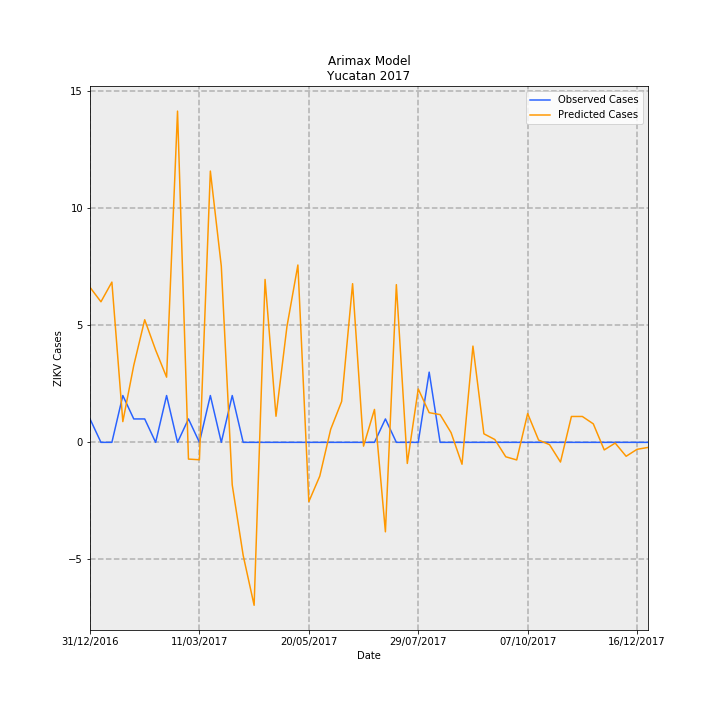 Arimax Model
Yucatan 2017
Observed Cases
Predicted Cases
15
10
5
0
−5
ZIKV Cases
31/12/2016 11/03/2017 20/05/2017 29/07/2017 07/10/2017 16/12/2017
Date